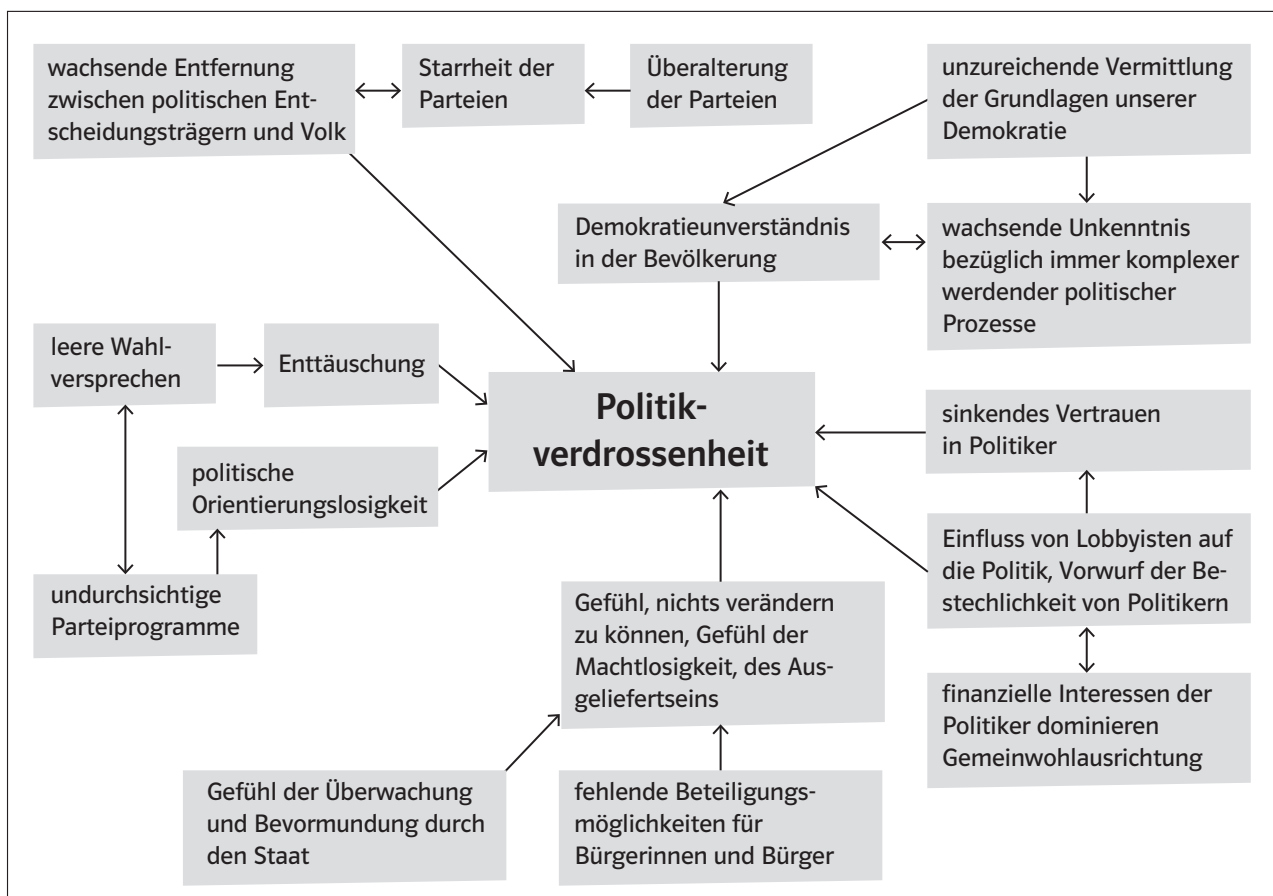 wachsende Entfernung
zwischen politischen Ent-
scheidungsträgern und Volk
Starrheit der
Parteien
Überalterung
der Parteien
unzureichende Vermittlung
der Grundlagen unserer
Demokratie
Demokratieunverständnis
in der Bevölkerung
wachsende Unkenntnis
bezüglich immer komplexer
werdender politischer
Prozesse
leere Wahl-
versprechen
Enttäuschung
Politik-
verdrossenheit
sinkendes Vertrauen
in Politiker
politische
Orientierungslosigkeit
undurchsichtige
Parteiprogramme
Einfluss von Lobbyisten auf
die Politik, Vorwurf der Be-
stechlichkeit von Politikern
Gefühl, nichts verändern
zu können, Gefühl der
Machtlosigkeit, des Aus-
geliefertseins
finanzielle Interessen der
Politiker dominieren
Gemeinwohlausrichtung
Gefühl der Überwachung
und Bevormundung durch
den Staat
fehlende Beteiligungs-
möglichkeiten für
Bürgerinnen und Bürger